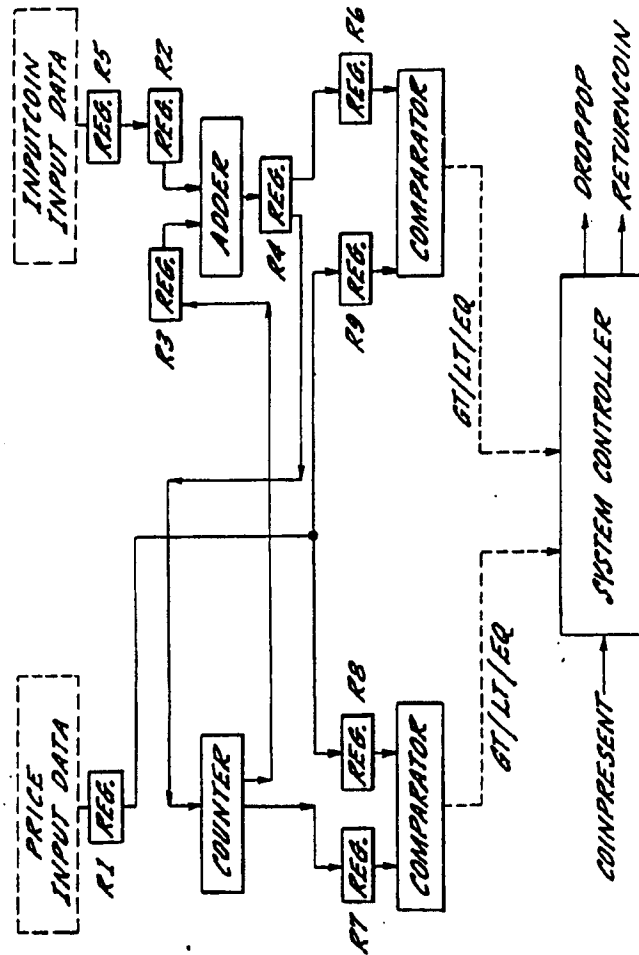 PRICE
INPUT DATA
R1
REG.
COUNTER
R7
REG.
REG.
R8
COMPARATOR
GT/LT/EQ
COINPRESENT
INPUTCOIN
INPUT DATA
REG.
R5
REG.
R2
R3
REG.
ADDER
R4
REG.
R9
REG.
REG.
R6
COMPARATOR
GT/LT/EQ
SYSTEM CONTROLLER
DROPPOP
RETURNCOIN